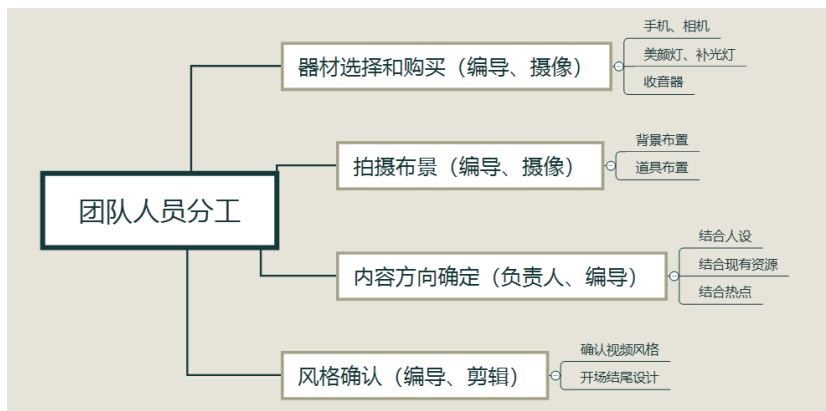 团队人员分工
器材选择和购买（编导、摄像）
手机、相机
美颜灯、补光灯
收音器
拍摄布景（编导、摄像）
背景布置
道具布置
内容方向确定（负责人、编导）
结合人设
结合现有资源
结合热点
风格确认（编导、剪辑）
确认视频风格
开场结尾设计